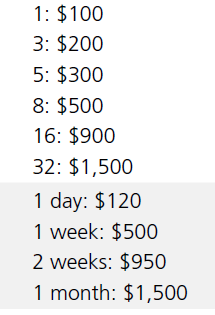 1: $100
3: $200
5: $300
8: $500
16: $900
32: $1,500
1 day: $120
1 week: $500
2 weeks: $950
1 month: $1,500